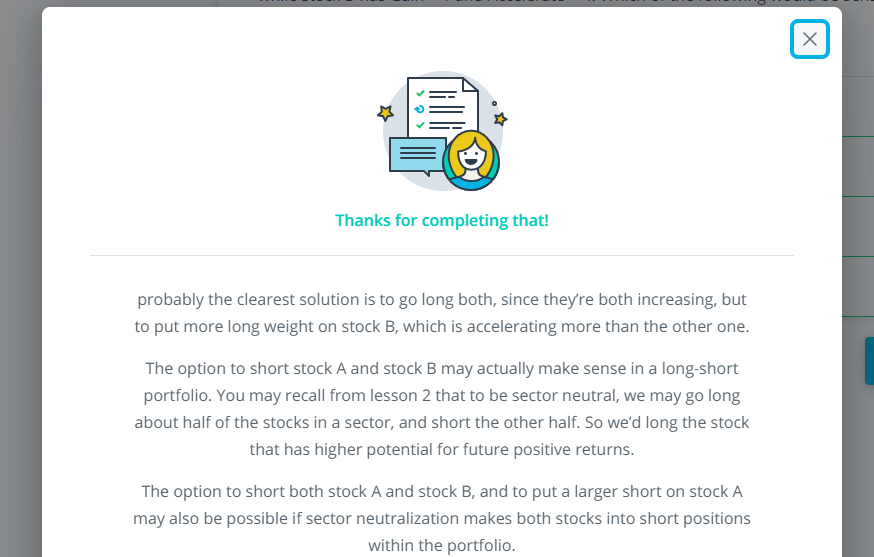 Thanks for completing that!
probably the clearest solution is to go long both, since they’re both increasing, but
to put more long weight on stock B, which is accelerating more than the other one.
The option to short stock A and stock B may actually make sense in a long-short
portfolio. You may recall from lesson 2 that to be sector neutral, we may go long
about half of the stocks in a sector, and short the other half. So we’d long the stock
that has higher potential for future positive returns.
The option to short both stock A and stock B, and to put a larger short on stock A
may also be possible if sector neutralization makes both stocks into short positions
within the portfolio.